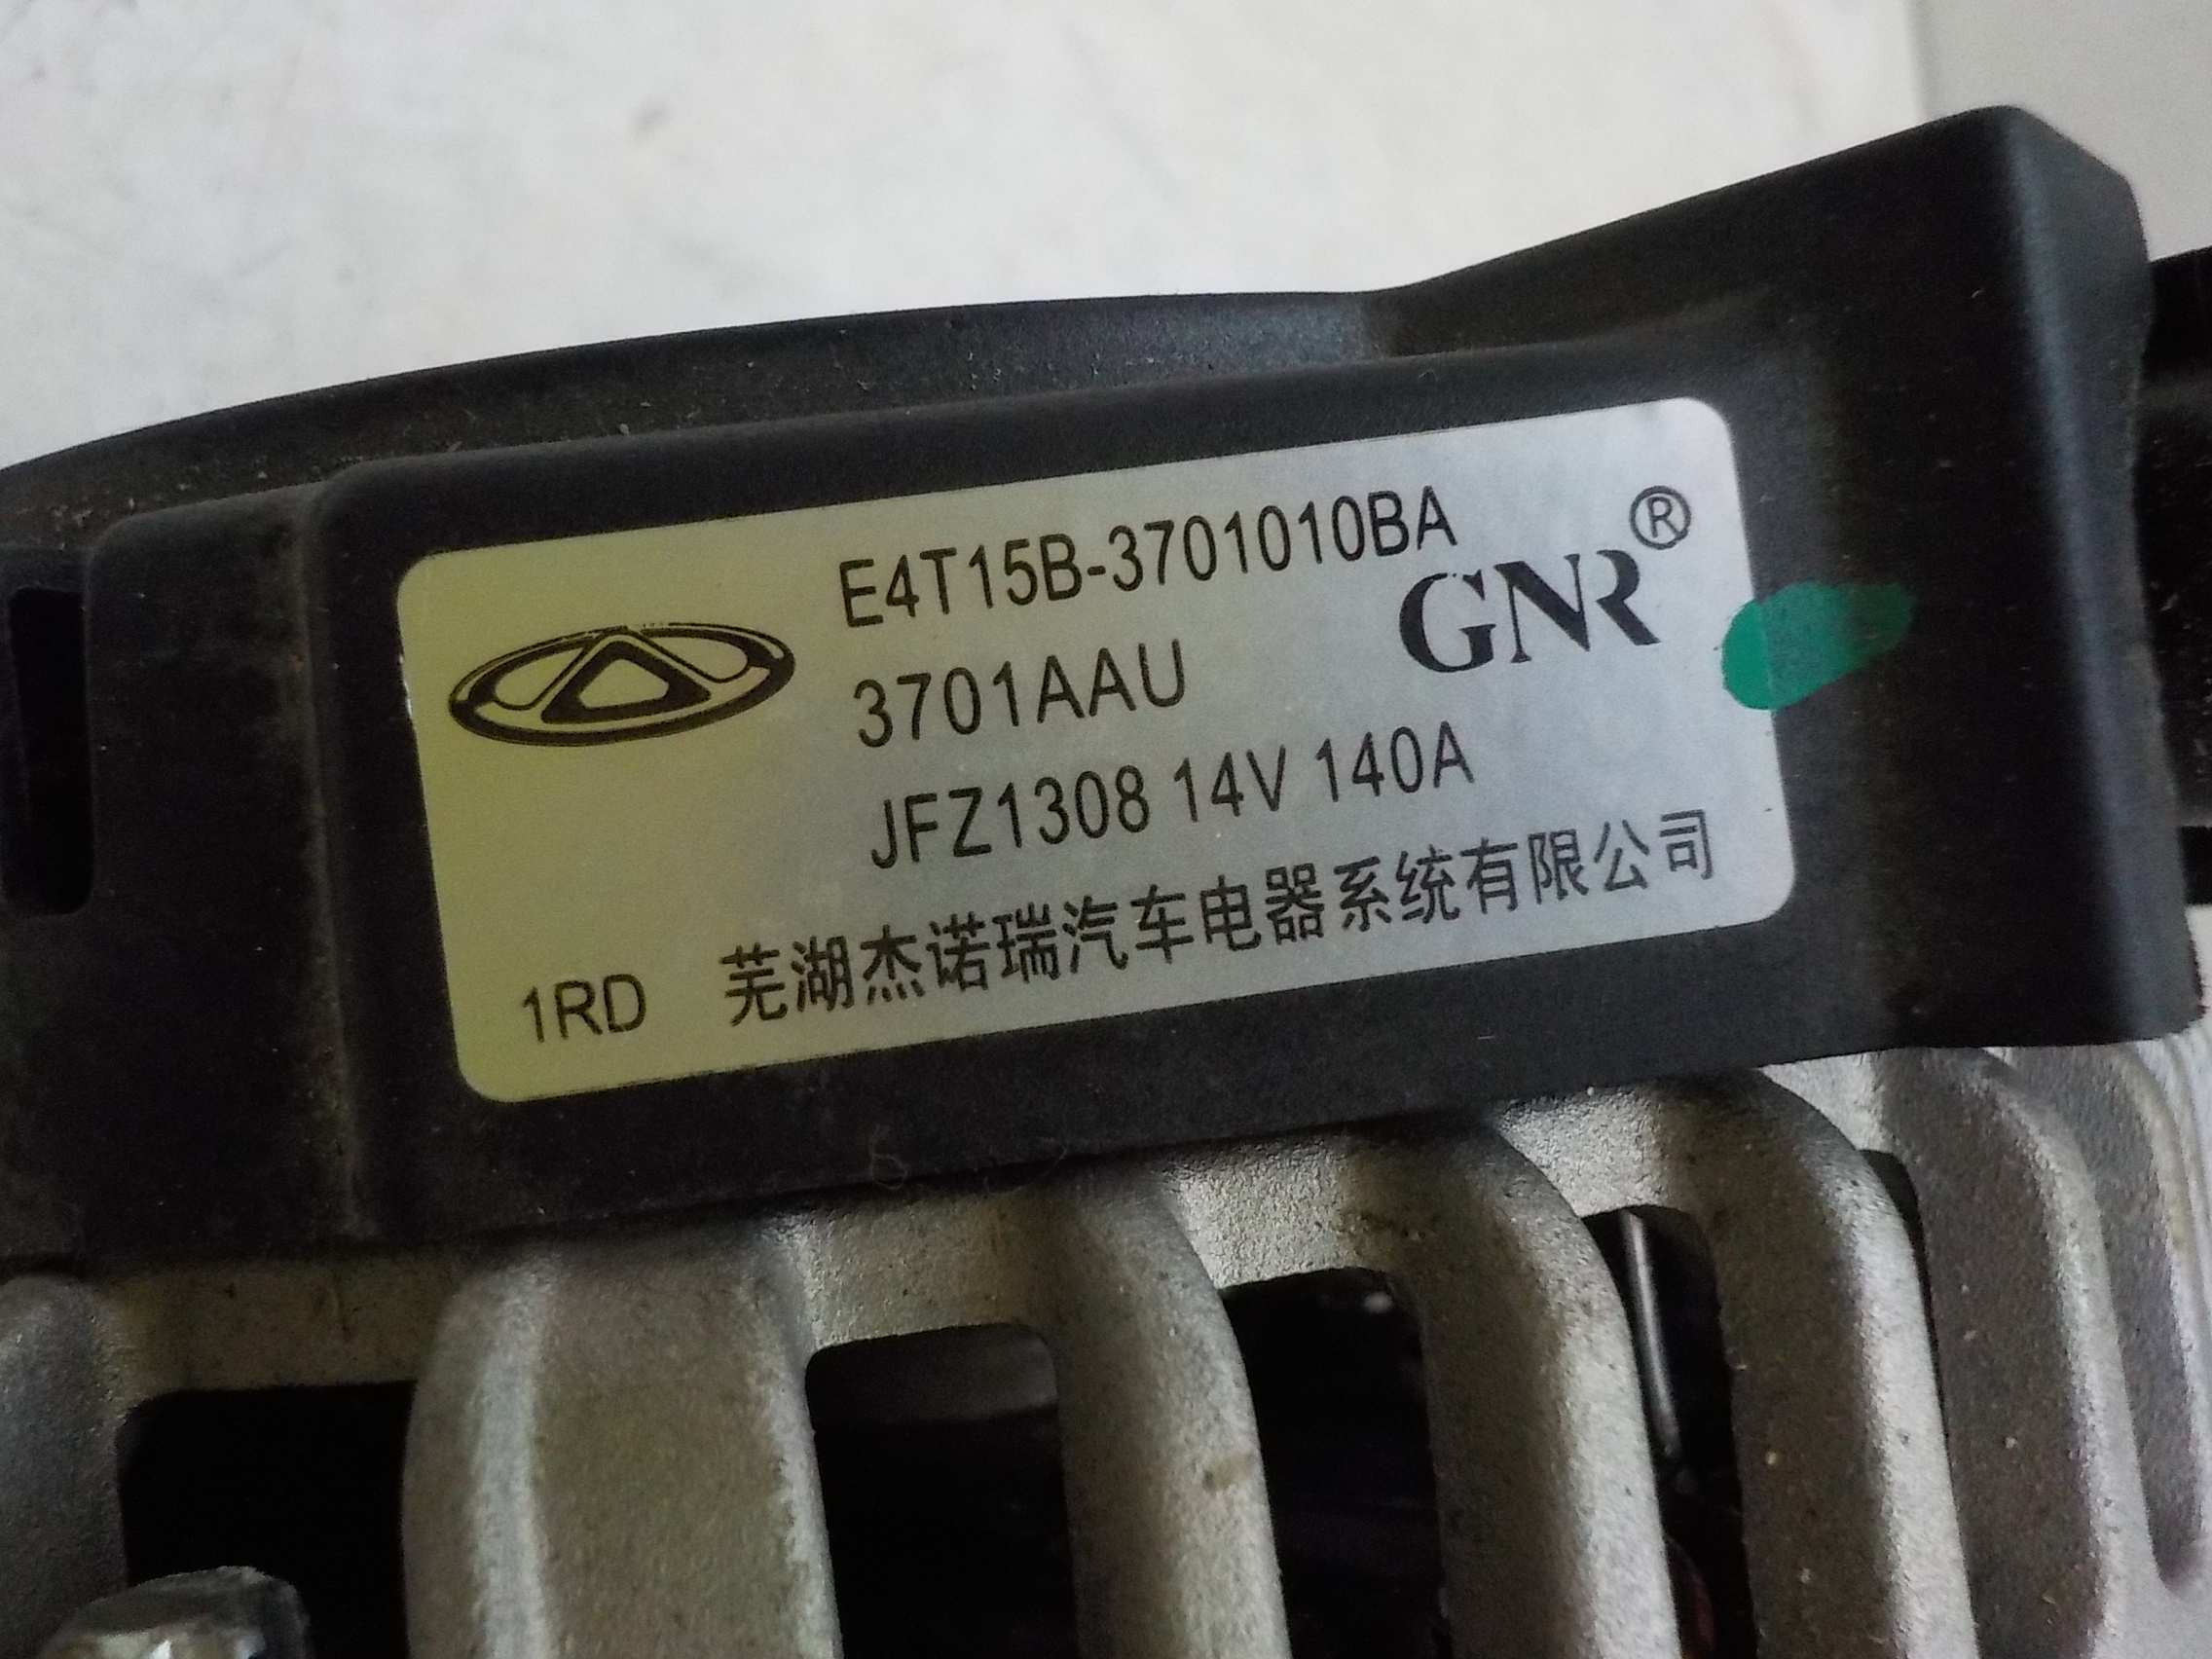 E4T15B-3701010BA
GNR®
3701AAU
JFZ1308 14V 140A
1RD 芜湖杰诺瑞汽车电器系统有限公司